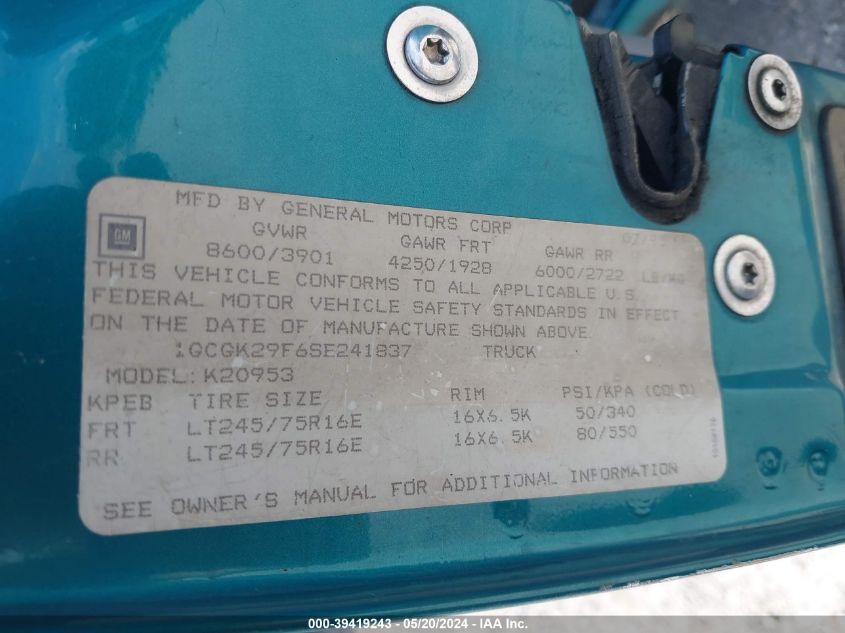 MFD BY GENERAL MOTORS CORP
GVWR GAWR FRT GAWR RR
GM 8600/3901 4250/1928 6000/2722 LB/KG
THIS VEHICLE CONFORMS TO ALL APPLICABLE U.S.
FEDERAL MOTOR VEHICLE SAFETY STANDARDS IN EFFECT
ON THE DATE OF MANUFACTURE SHOWN ABOVE.
1GCGK29F6SE241837 TRUCK
MODEL: K20953
KPEB TIRE SIZE RIM PSI/KPA (COLD)
FRT LT245/75R16E 16X6.5K 50/340
RR LT245/75R16E 16X6.5K 80/550
SEE OWNER'S MANUAL FOR ADDITIONAL INFORMATION
000-39419243 - 05/20/2024 - IAA Inc.